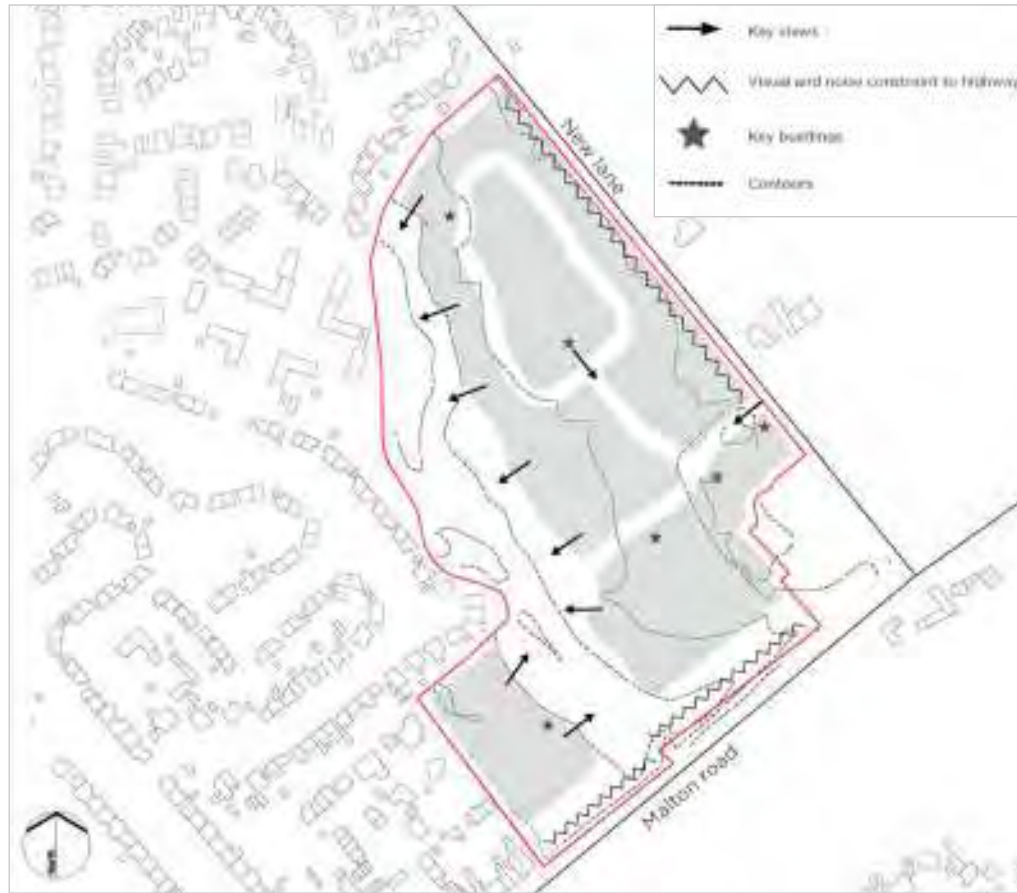 Key views
Visual and noise constraint to highway
Key buildings
Contours
New lane
Malton road